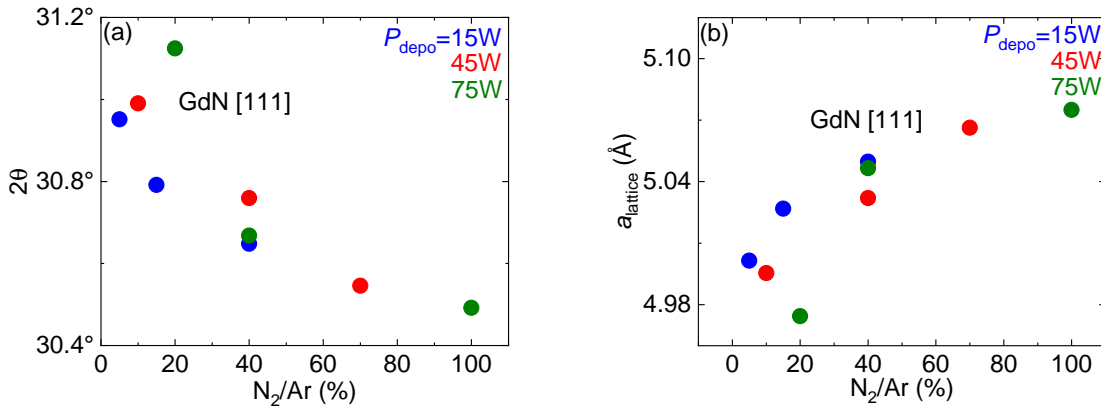 (a)
P_depo=15W
45W
75W
GdN [111]
31.2°
30.8°
30.4°
2θ
0 20 40 60 80 100
N₂/Ar (%)
(b)
P_depo=15W
45W
75W
GdN [111]
5.10
5.04
4.98
a_lattice (Å)
0 20 40 60 80 100
N₂/Ar (%)